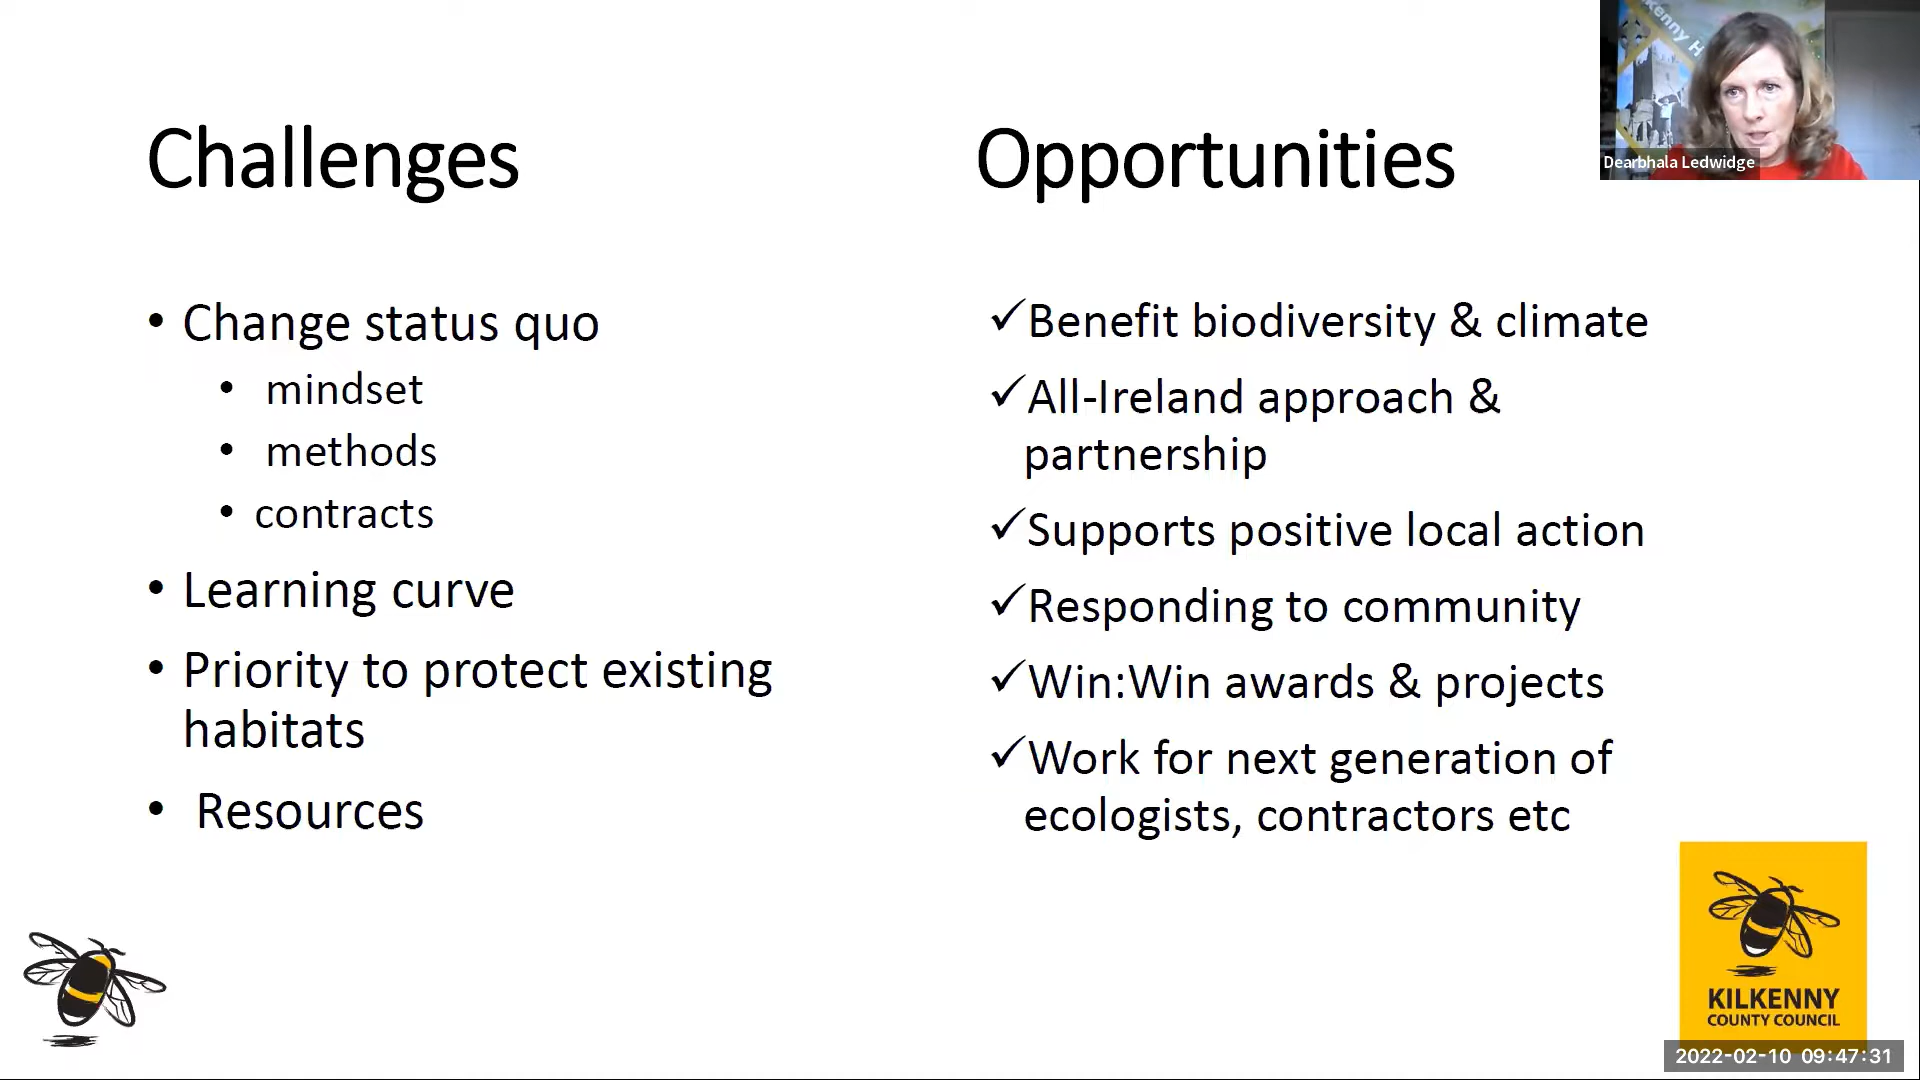 Challenges
• Change status quo
• mindset
• methods
• contracts
• Learning curve
• Priority to protect existing
habitats
• Resources
Opportunities
✓Benefit biodiversity & climate
✓All-Ireland approach &
partnership
✓Supports positive local action
✓Responding to community
✓Win:Win awards & projects
✓Work for next generation of
ecologists, contractors etc
Dearbhala Ledwidge
KILKENNY
COUNTY COUNCIL
2022-02-10 09:47:31